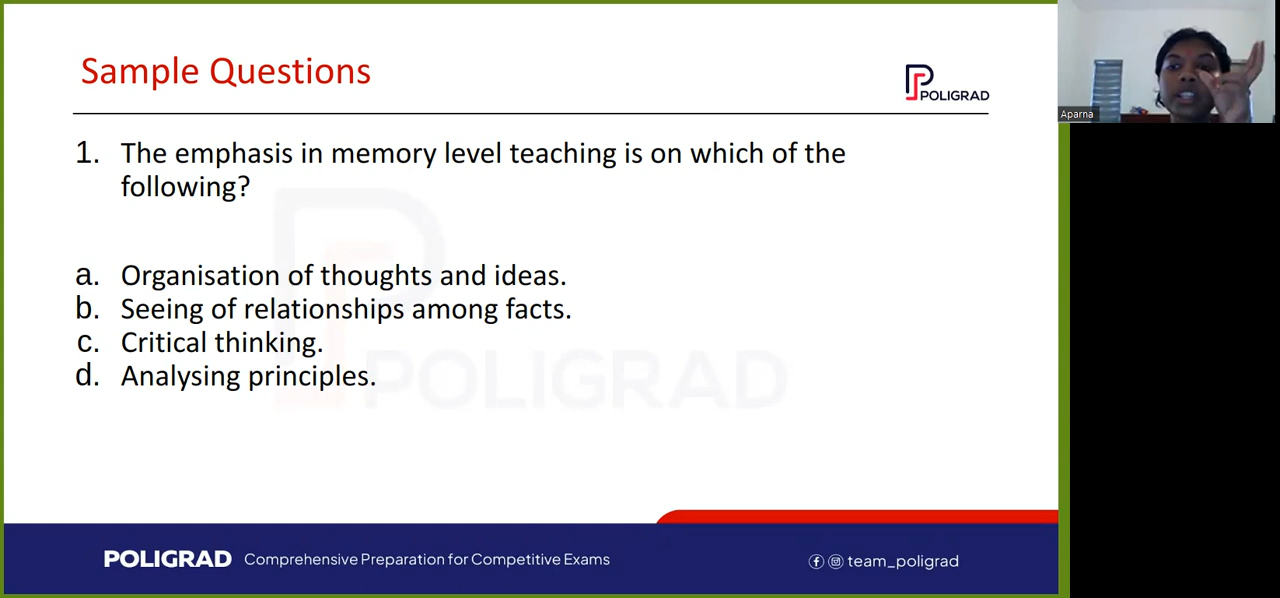 Sample Questions
POLIGRAD
1. The emphasis in memory level teaching is on which of the
following?
a. Organisation of thoughts and ideas.
b. Seeing of relationships among facts.
c. Critical thinking.
d. Analysing principles.
POLIGRAD
POLIGRAD Comprehensive Preparation for Competitive Exams
team_poligrad
Aparna